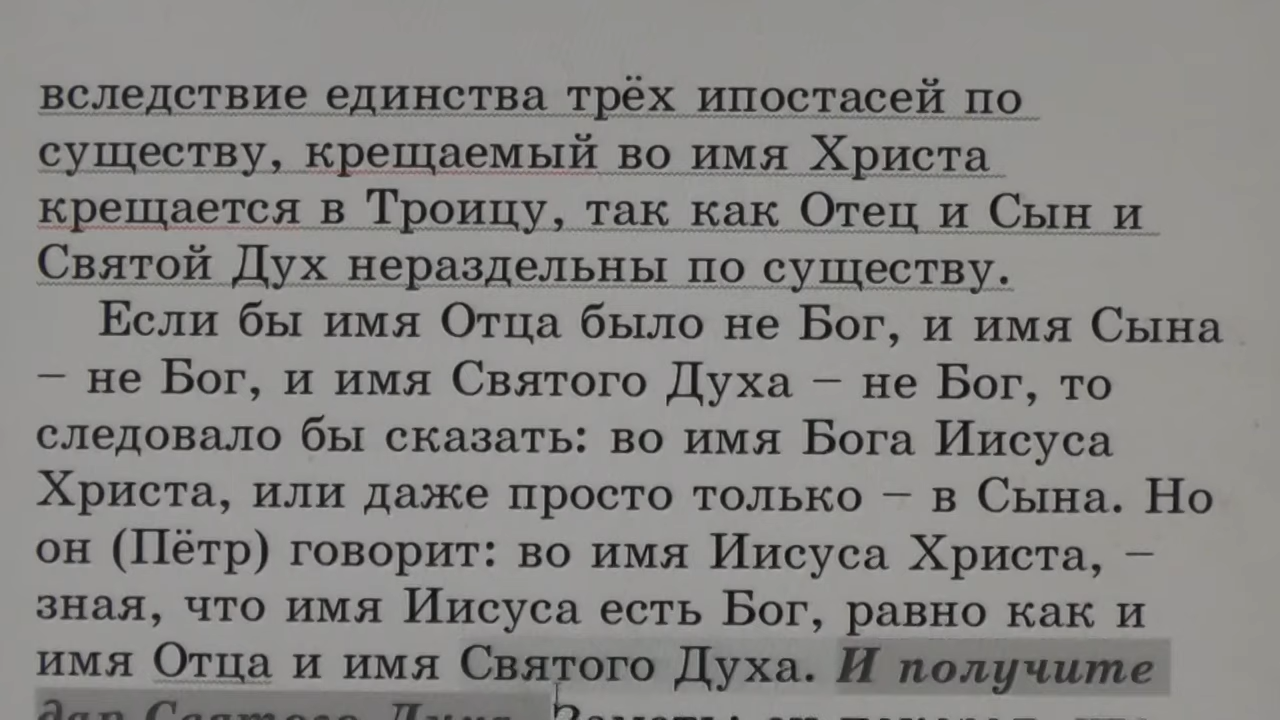 вследствие единства трёх ипостасей по
существу, крещаемый во имя Христа
крещается в Троицу, так как Отец и Сын и
Святой Дух нераздельны по существу.
Если бы имя Отца было не Бог, и имя Сына
– не Бог, и имя Святого Духа – не Бог, то
следовало бы сказать: во имя Бога Иисуса
Христа, или даже просто только – в Сына. Но
он (Пётр) говорит: во имя Иисуса Христа, –
зная, что имя Иисуса есть Бог, равно как и
имя Отца и имя Святого Духа. И получите
дар Святого Духа.